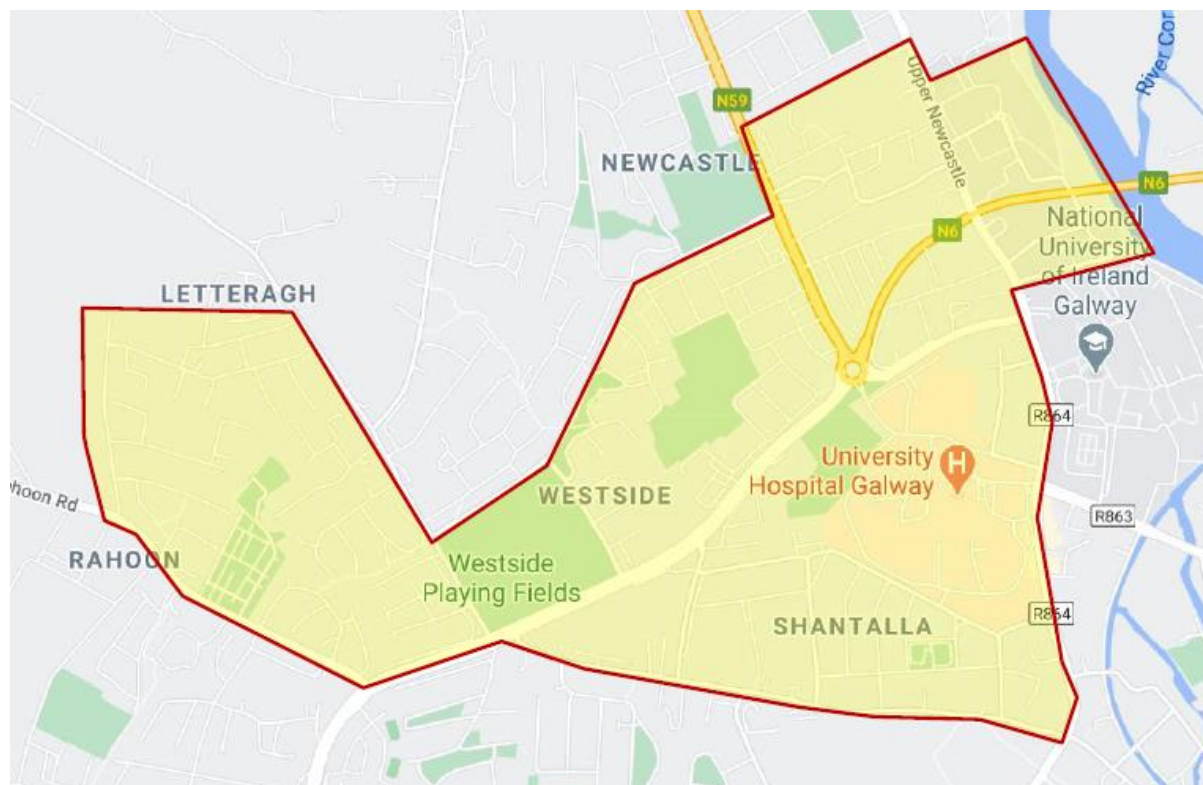 River Cor
Upper Newcastle
N59
NEWCASTLE
N6
N6
National
University
of Ireland
Galway
LETTERAGH
R864
University
Hospital Galway
hoon Rd
WESTSIDE
R863
RAHOON
Westside
Playing Fields
R864
SHANTALLA